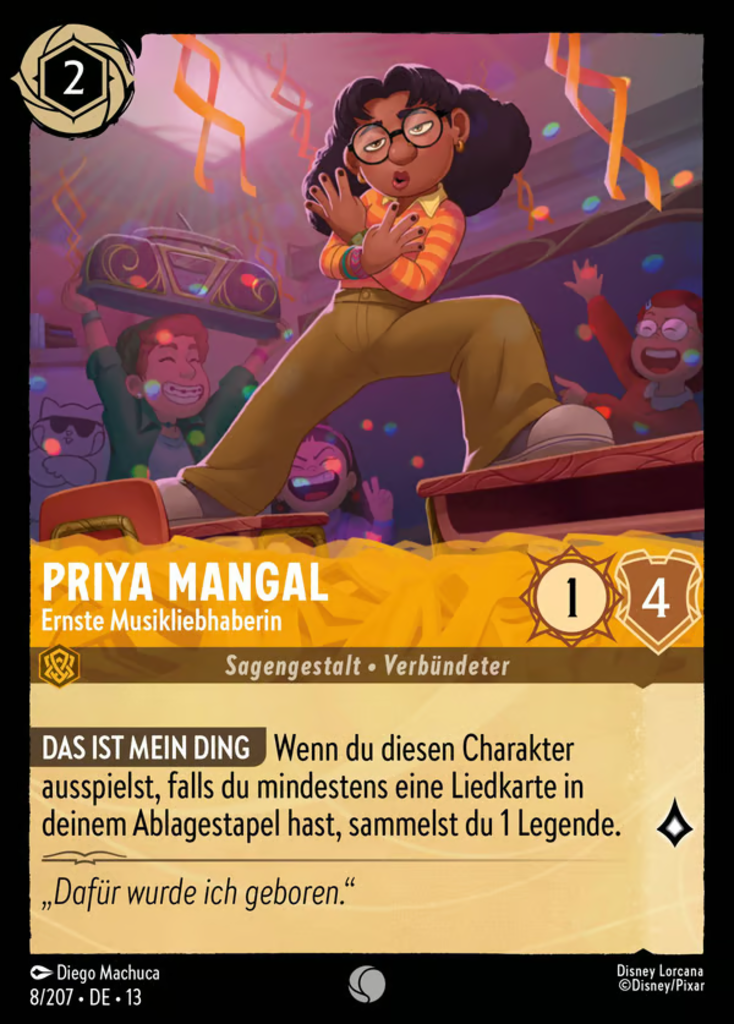 2
PRIYA MANGAL
Ernste Musikliebhaberin
1
4
Sagengestalt • Verbündeter
DAS IST MEIN DING Wenn du diesen Charakter
ausspielst, falls du mindestens eine Liedkarte in
deinem Ablagestapel hast, sammelst du 1 Legende.
„Dafür wurde ich geboren.“
Diego Machuca
8/207 • DE • 13
Disney Lorcana
©Disney/Pixar